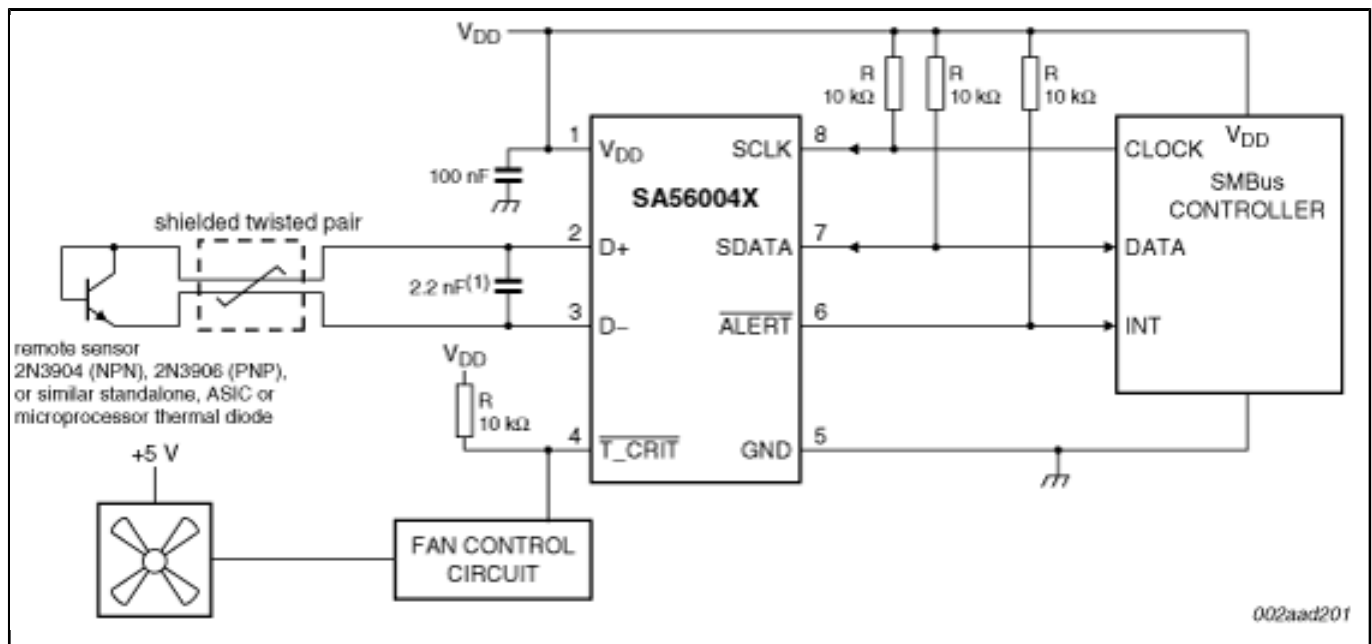 VDD
R
10 kΩ
R
10 kΩ
R
10 kΩ
1
VDD
SCLK
8
CLOCK
VDD
100 nF
SA56004X
SMBus
CONTROLLER
shielded twisted pair
2
D+
SDATA
7
DATA
2.2 nF(1)
3
D−
ALERT
6
INT
remote sensor
2N3904 (NPN), 2N3906 (PNP),
or similar standalone, ASIC or
microprocessor thermal diode
VDD
R
10 kΩ
4
T_CRIT
GND
5
+5 V
FAN CONTROL
CIRCUIT
002aad201